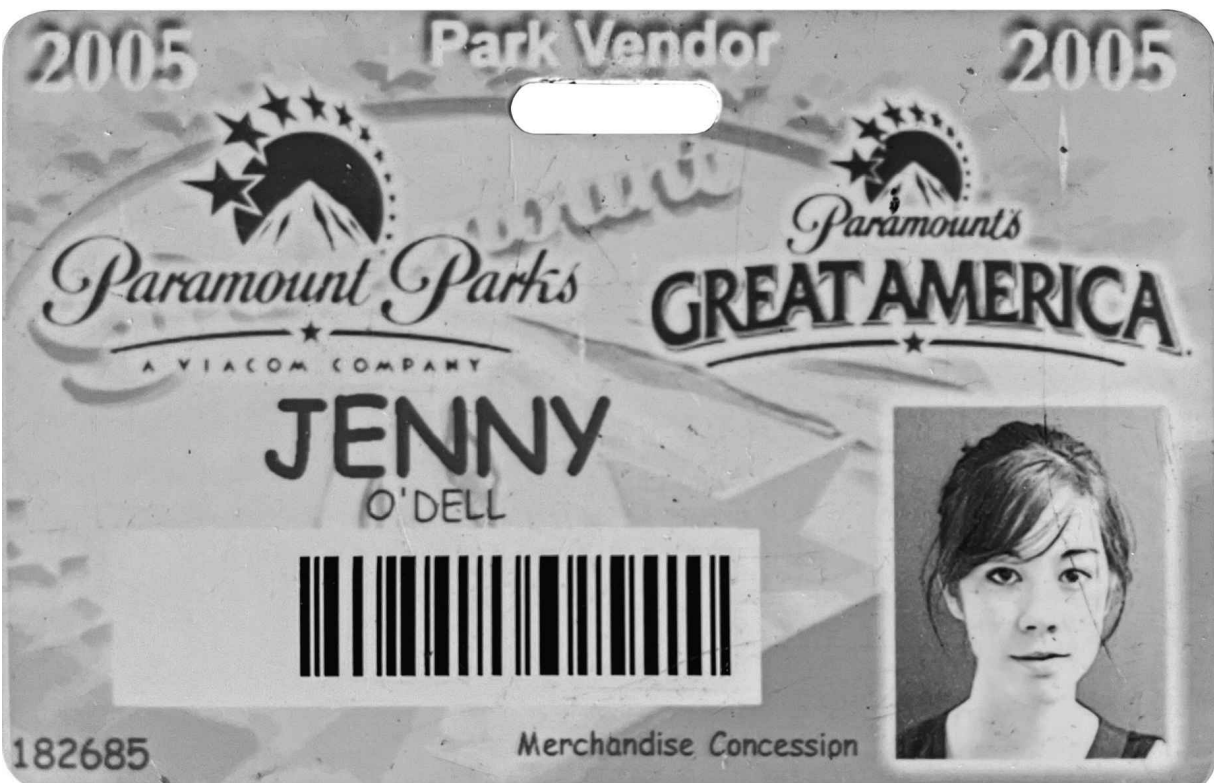 2005 Park Vendor 2005
Paramount Parks
A VIACOM COMPANY
Paramount's
GREAT AMERICA
JENNY
O'DELL
182685
Merchandise Concession